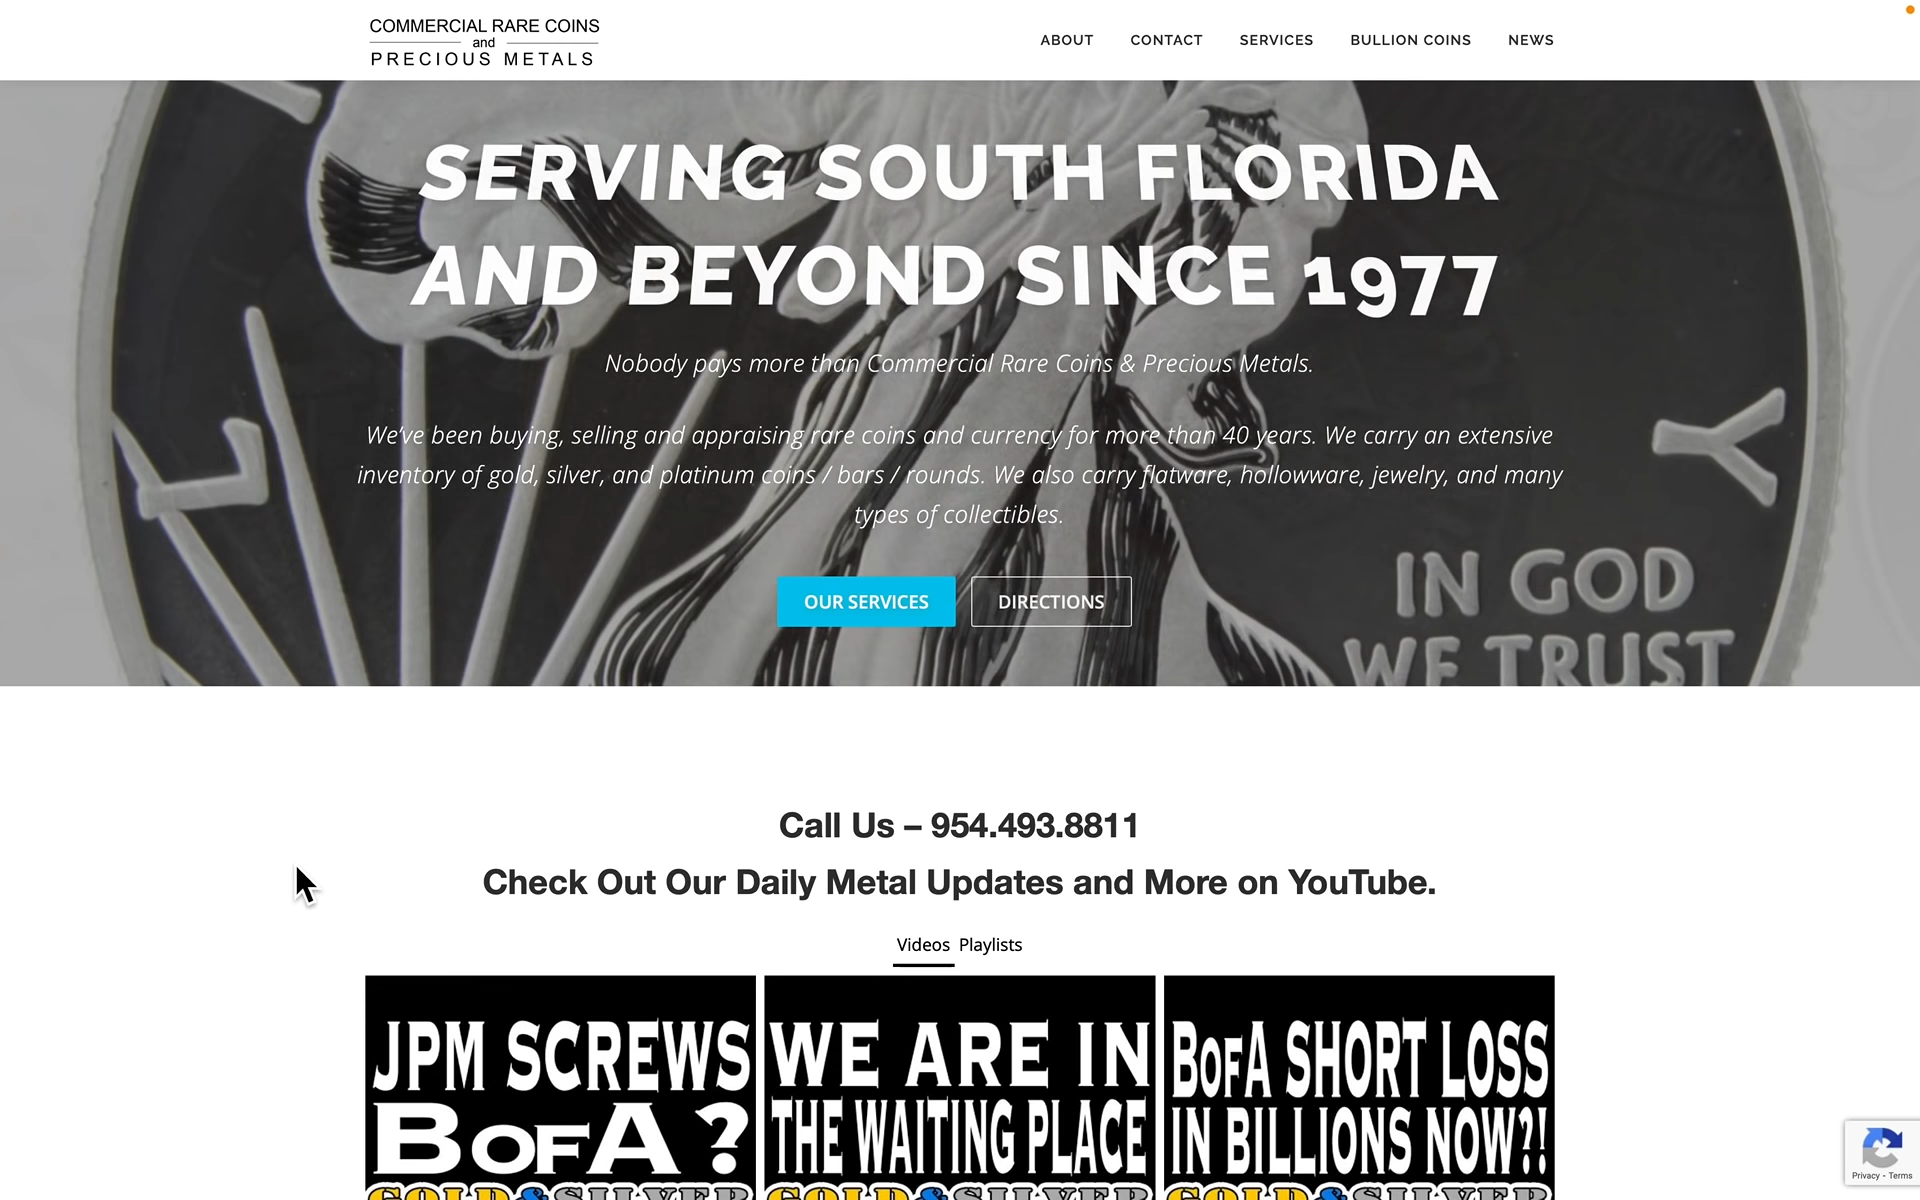 COMMERCIAL RARE COINS
and
PRECIOUS METALS
ABOUT
CONTACT
SERVICES
BULLION COINS
NEWS
SERVING SOUTH FLORIDA
AND BEYOND SINCE 1977
Nobody pays more than Commercial Rare Coins & Precious Metals.
We've been buying, selling and appraising rare coins and currency for more than 40 years. We carry an extensive
inventory of gold, silver, and platinum coins / bars / rounds. We also carry flatware, hollowware, jewelry, and many
types of collectibles.
L
Y
IN GOD
WE TRUST
OUR SERVICES
DIRECTIONS
Call Us – 954.493.8811
Check Out Our Daily Metal Updates and More on YouTube.
Videos
Playlists
JPM SCREWS
BOFA?
GOLD&SILVER
WE ARE IN
THE WAITING PLACE
GOLD&SILVER
BOFA SHORT LOSS
IN BILLIONS NOW?!
GOLD&SILVER
Privacy - Terms